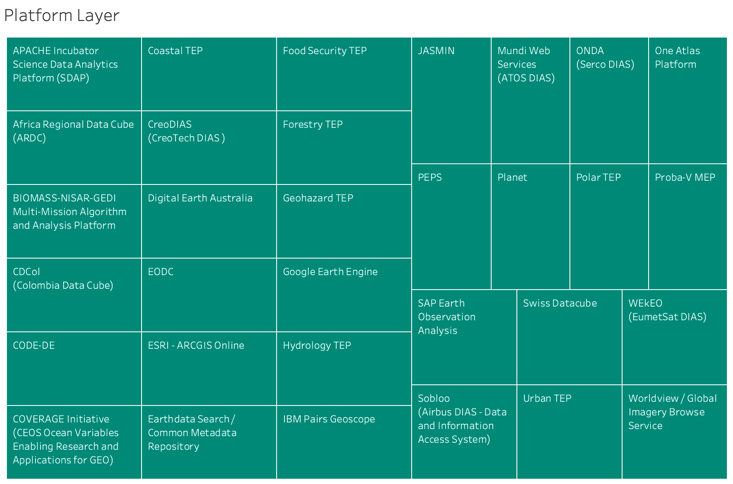 Platform Layer
APACHE Incubator
Science Data Analytics
Platform (SDAP)
Africa Regional Data Cube
(ARDC)
BIOMASS-NISAR-GEDI
Multi-Mission Algorithm
and Analysis Platform
CDCol
(Colombia Data Cube)
CODE-DE
COVERAGE Initiative
(CEOS Ocean Variables
Enabling Research and
Applications for GEO)
Coastal TEP
CreoDIAS
(CreoTech DIAS )
Digital Earth Australia
EODC
ESRI - ARCGIS Online
Earthdata Search /
Common Metadata
Repository
Food Security TEP
Forestry TEP
Geohazard TEP
Google Earth Engine
Hydrology TEP
IBM Pairs Geoscope
JASMIN
Mundi Web
Services
(ATOS DIAS)
ONDA
(Serco DIAS)
One Atlas
Platform
PEPS
Planet
Polar TEP
Proba-V MEP
SAP Earth
Observation
Analysis
Swiss Datacube
WEkEO
(EumetSat DIAS)
Sobloo
(Airbus DIAS - Data
and Information
Access System)
Urban TEP
Worldview / Global
Imagery Browse
Service